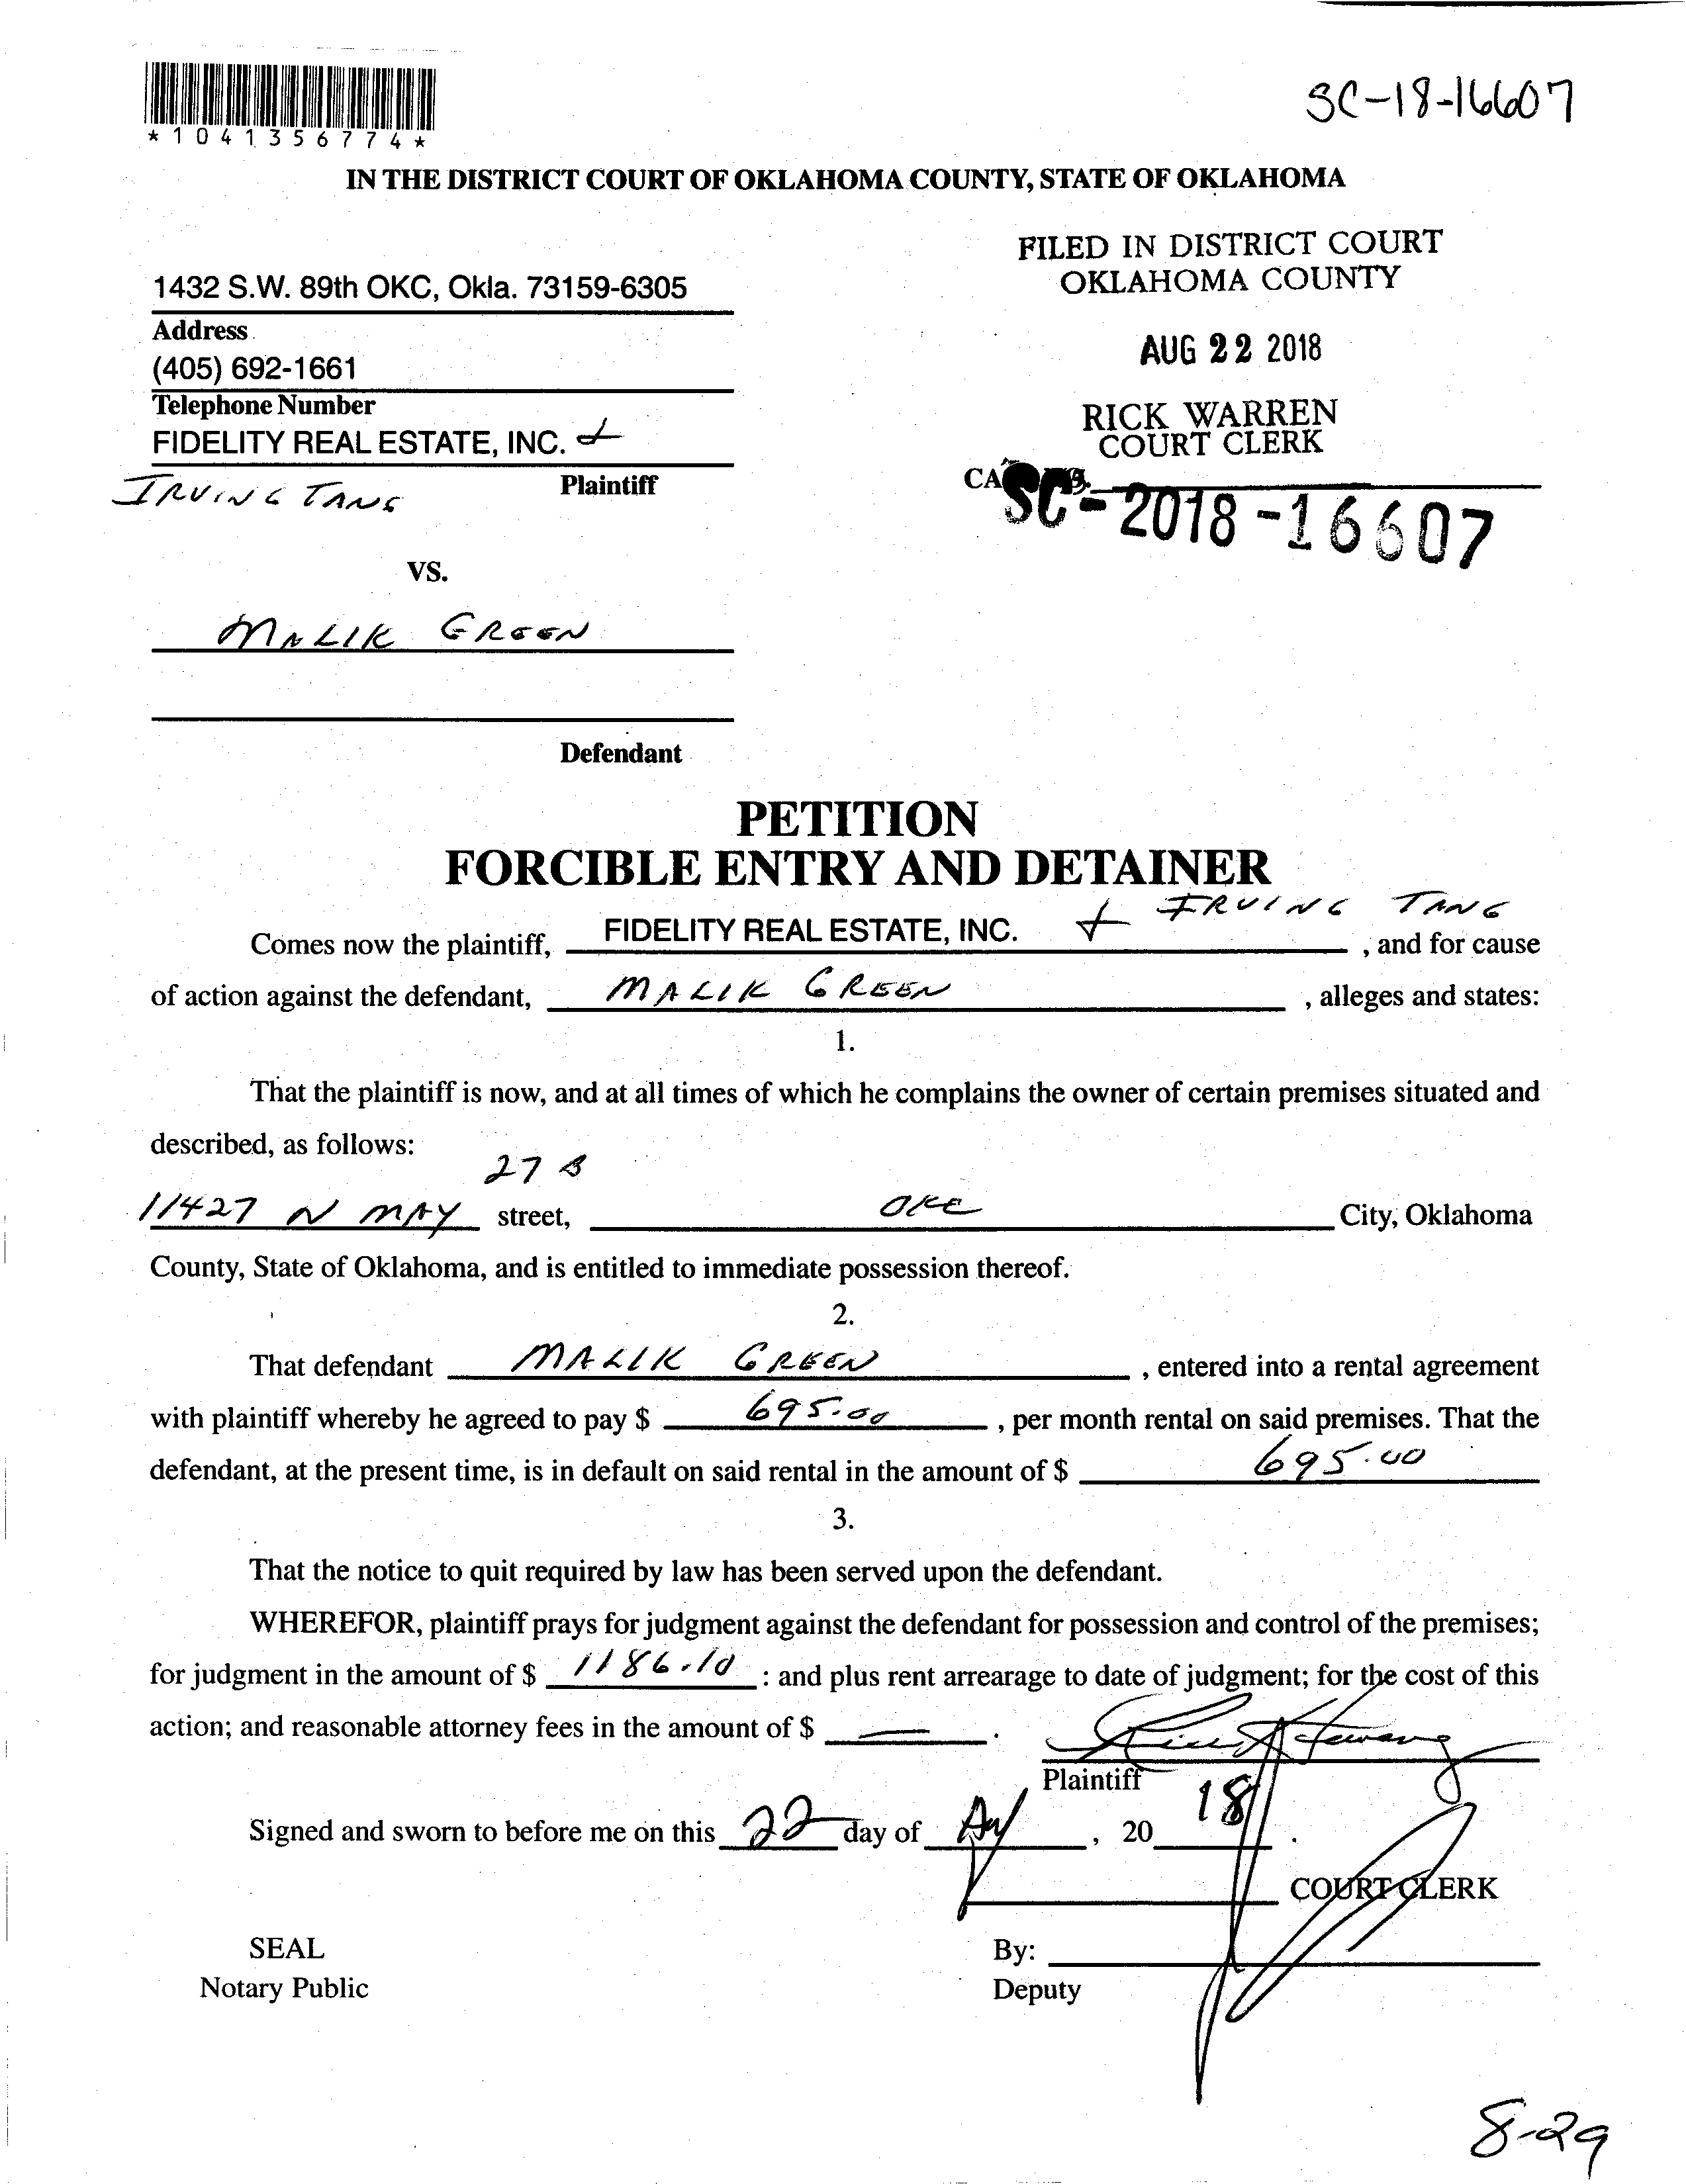 SC-18-16607
*1041356774*
IN THE DISTRICT COURT OF OKLAHOMA COUNTY, STATE OF OKLAHOMA
FILED IN DISTRICT COURT
OKLAHOMA COUNTY
1432 S.W. 89th OKC, Okla. 73159-6305
Address
AUG 22 2018
(405) 692-1661
Telephone Number
RICK WARREN
COURT CLERK
FIDELITY REAL ESTATE, INC. +
IRVING TANG Plaintiff
SC-2018-16607
VS.
MALIK GREEN
Defendant
PETITION
FORCIBLE ENTRY AND DETAINER
Comes now the plaintiff, FIDELITY REAL ESTATE, INC. + IRVING TANG , and for cause
of action against the defendant, MALIK GREEN , alleges and states:
1.
That the plaintiff is now, and at all times of which he complains the owner of certain premises situated and
described, as follows:
27 B
11427 N MAY street, OKC City, Oklahoma
County, State of Oklahoma, and is entitled to immediate possession thereof.
2.
That defendant MALIK GREEN , entered into a rental agreement
with plaintiff whereby he agreed to pay $ 695.00 , per month rental on said premises. That the
defendant, at the present time, is in default on said rental in the amount of $ 695.00
3.
That the notice to quit required by law has been served upon the defendant.
WHEREFOR, plaintiff prays for judgment against the defendant for possession and control of the premises;
for judgment in the amount of $ 1186.10 : and plus rent arrearage to date of judgment; for the cost of this
action; and reasonable attorney fees in the amount of $ — .
Plaintiff
Signed and sworn to before me on this 22 day of Aug , 20 18 .
COURT CLERK
SEAL
By:
Notary Public
Deputy
8-29